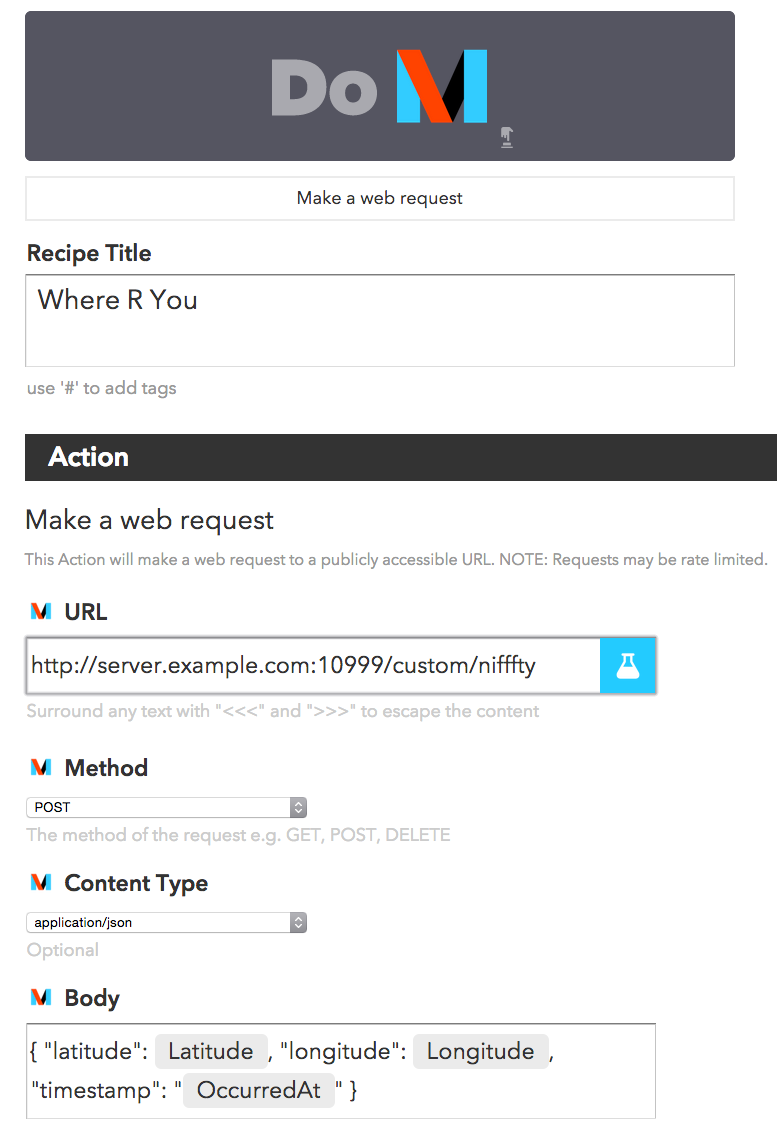 Do M
Make a web request
Recipe Title
Where R You
use '#' to add tags
Action
Make a web request
This Action will make a web request to a publicly accessible URL. NOTE: Requests may be rate limited.
URL
http://server.example.com:10999/custom/nifffty
Surround any text with "<<<" and ">>>" to escape the content
Method
POST
The method of the request e.g. GET, POST, DELETE
Content Type
application/json
Optional
Body
{ "latitude": Latitude , "longitude": Longitude ,
"timestamp": " OccurredAt " }